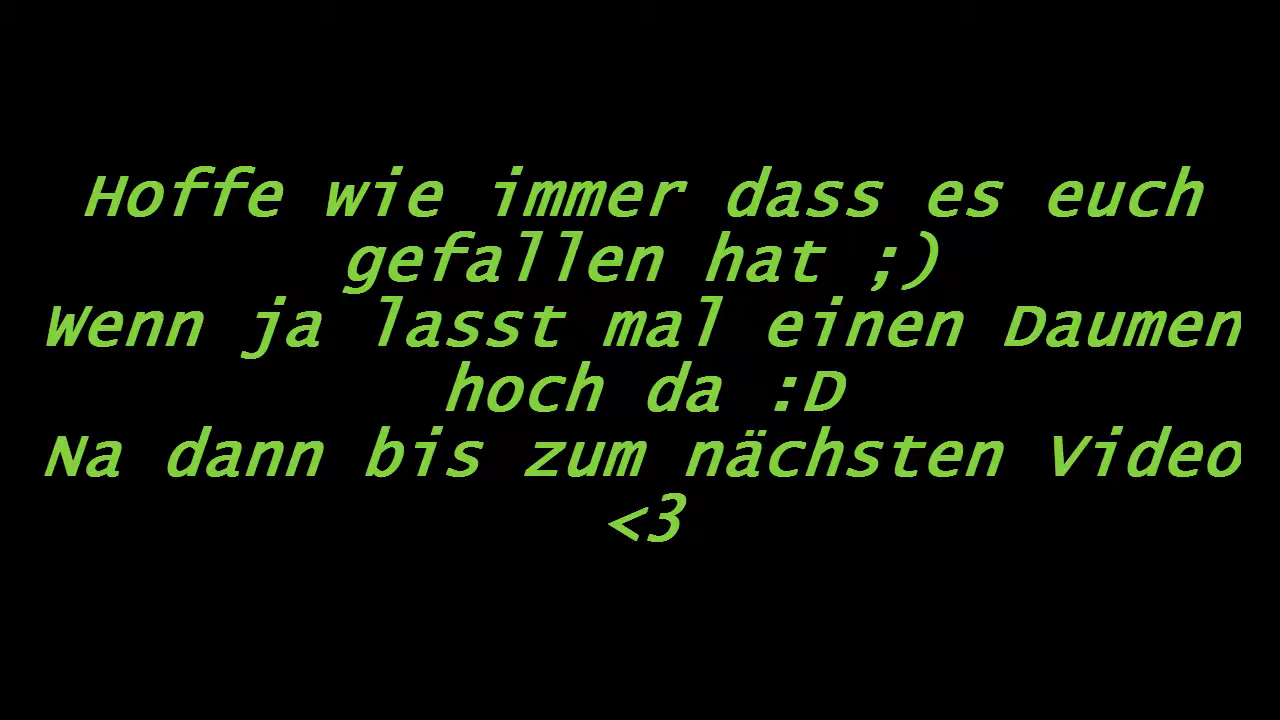 Hoffe wie immer dass es euch
gefallen hat ;)
Wenn ja lasst mal einen Daumen
hoch da :D
Na dann bis zum nächsten Video
<3